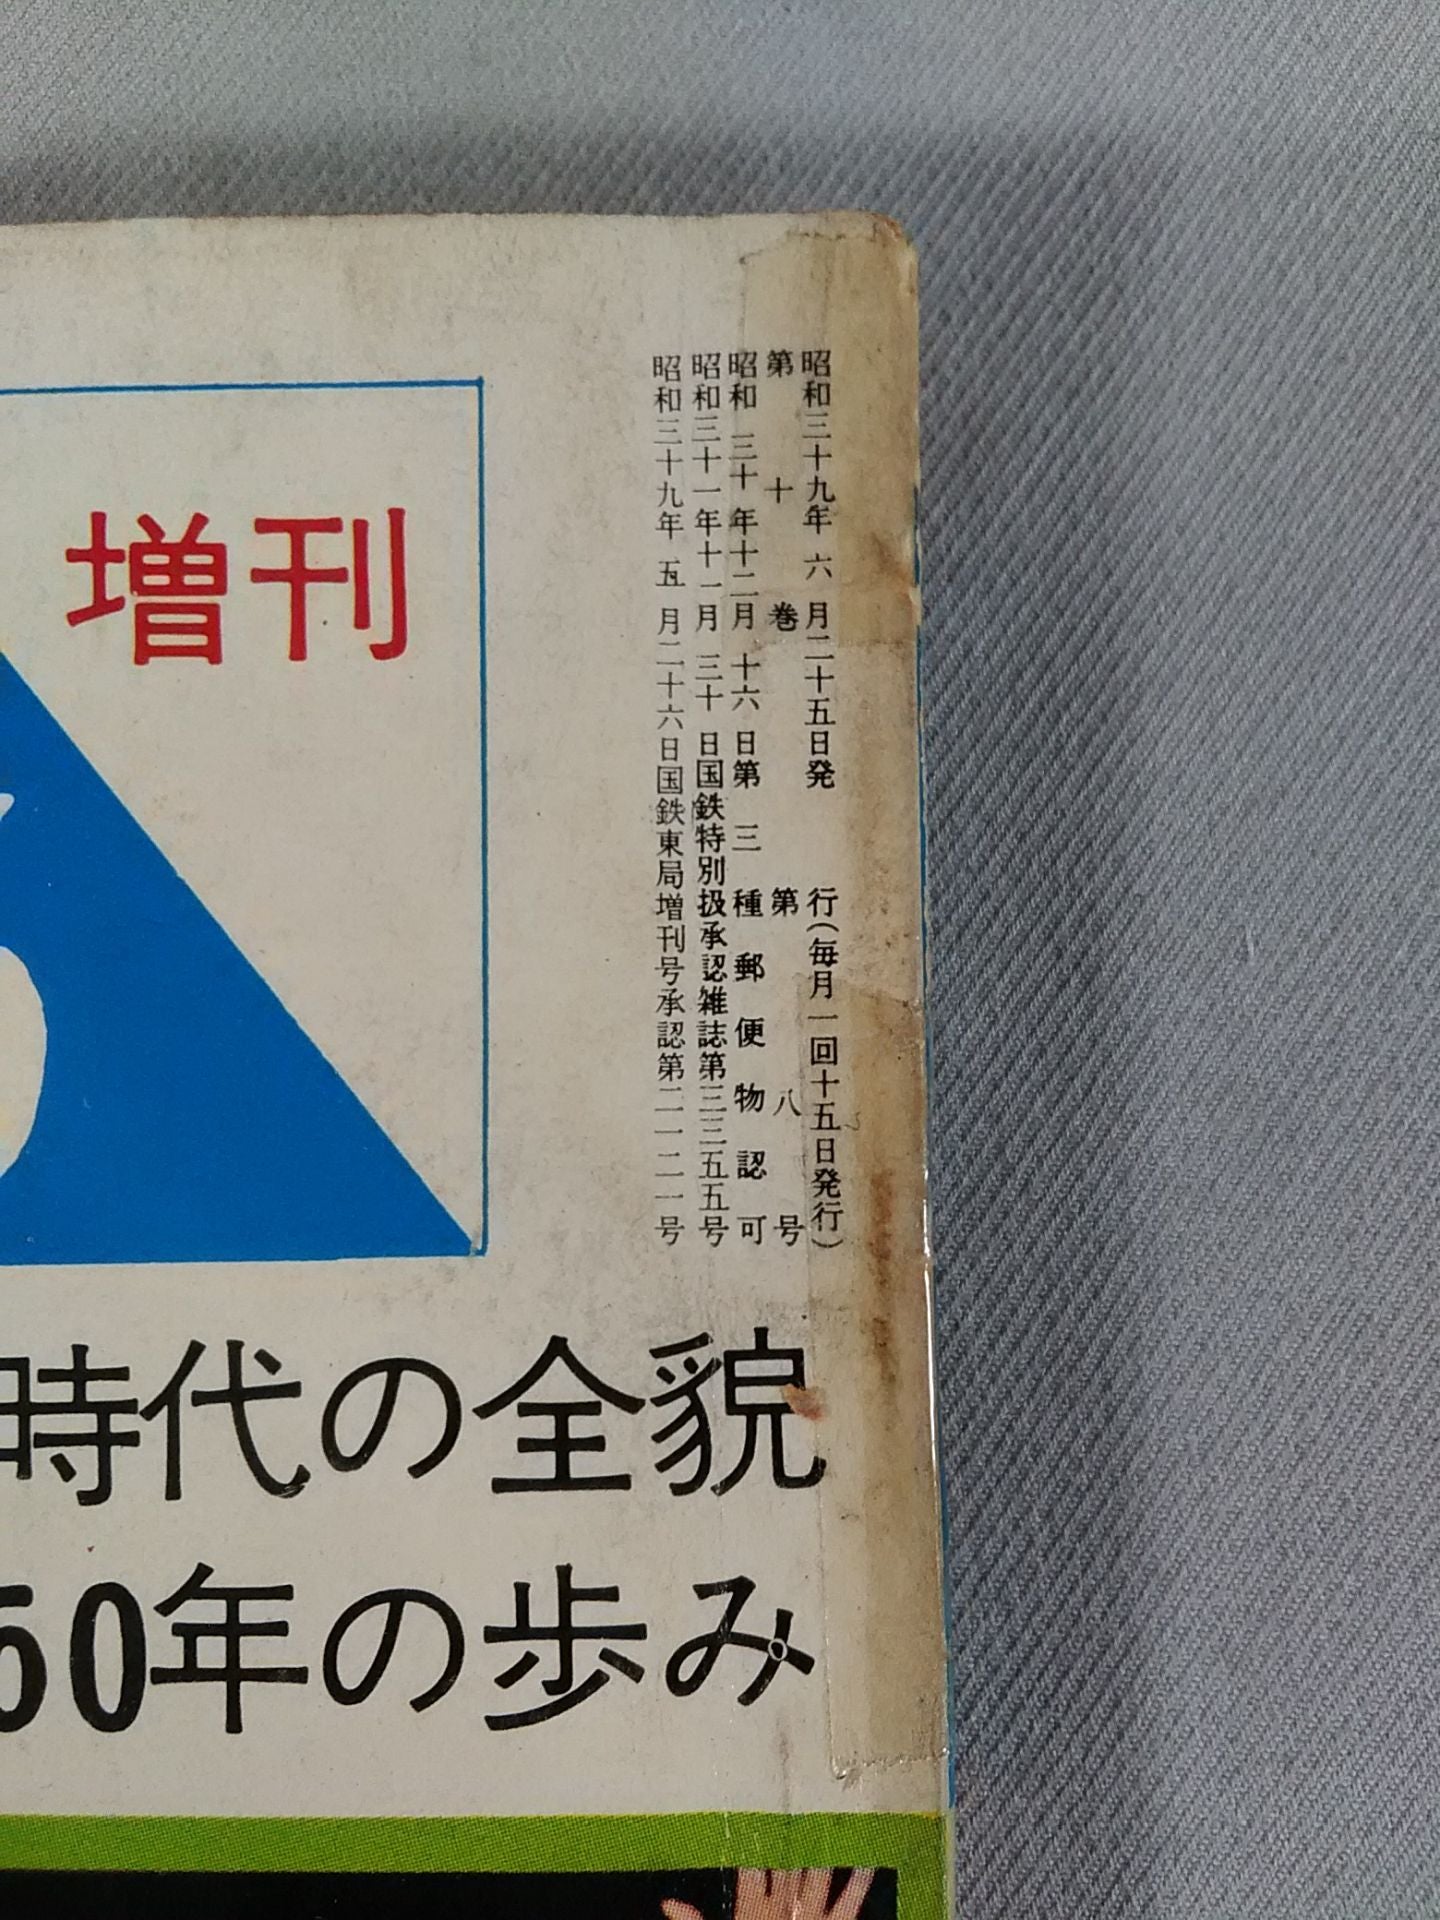 昭和三十九年六月二十五日発行(毎月一回十五日発行)
第十巻第八号
昭和三十年十二月十六日第三種郵便物認可
昭和三十一年十一月三十日国鉄特別扱承認雑誌第三三五五号
昭和三十九年五月二十六日国鉄東局増刊号承認第二一二一号
増刊
時代の全貌
50年の歩み